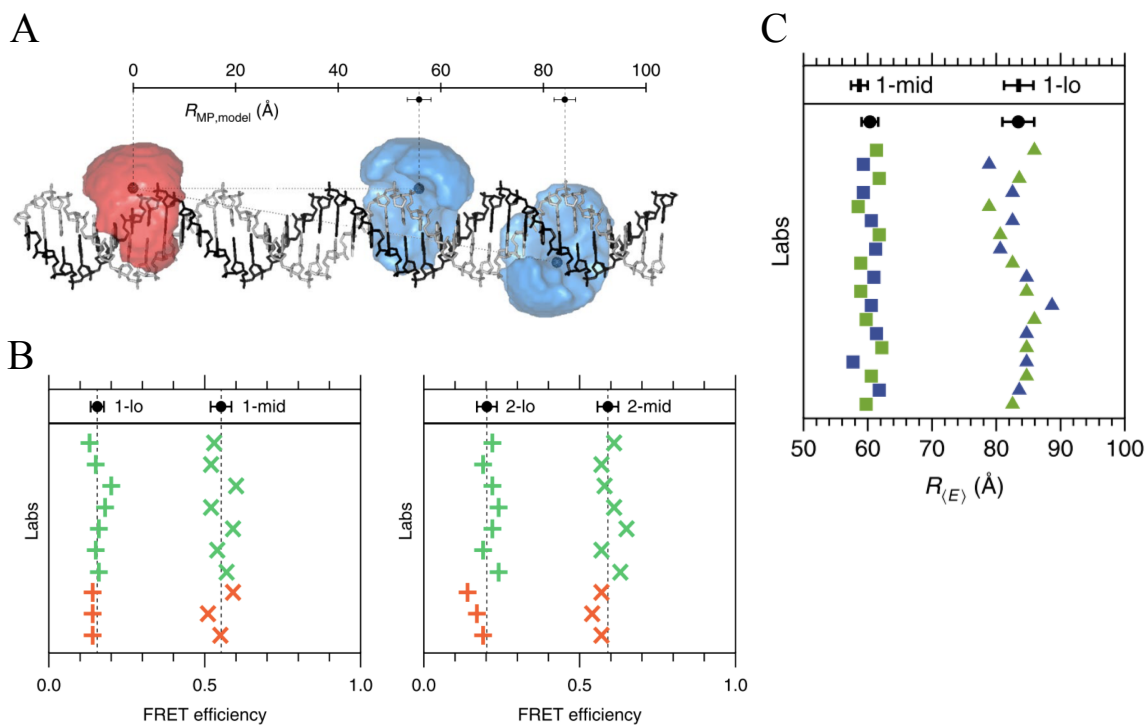 A
0 20 40 60 80 100
R_MP,model (Å)
B
1-lo 1-mid
Labs
0.0 0.5 1.0
FRET efficiency
2-lo 2-mid
Labs
0.0 0.5 1.0
FRET efficiency
C
1-mid 1-lo
Labs
50 60 70 80 90 100
R⟨E⟩ (Å)